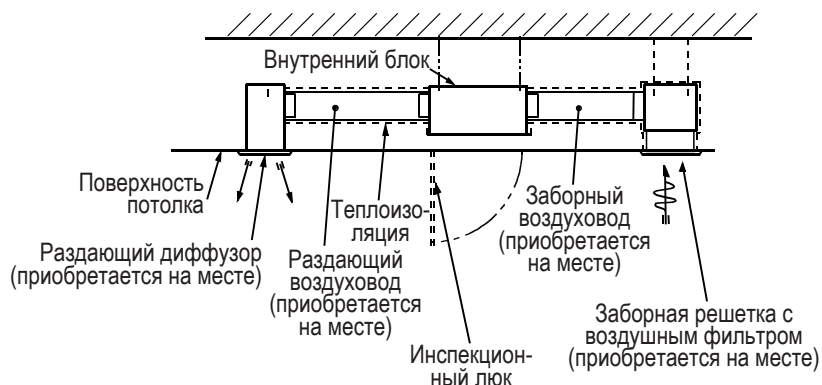 Внутренний блок
Поверхность
потолка
Раздающий диффузор
(приобретается на месте)
Теплоизо-
ляция
Раздающий
воздуховод
(приобретается
на месте)
Заборный
воздуховод
(приобретается
на месте)
Инспекцион-
ный люк
Заборная решетка с
воздушным фильтром
(приобретается на месте)